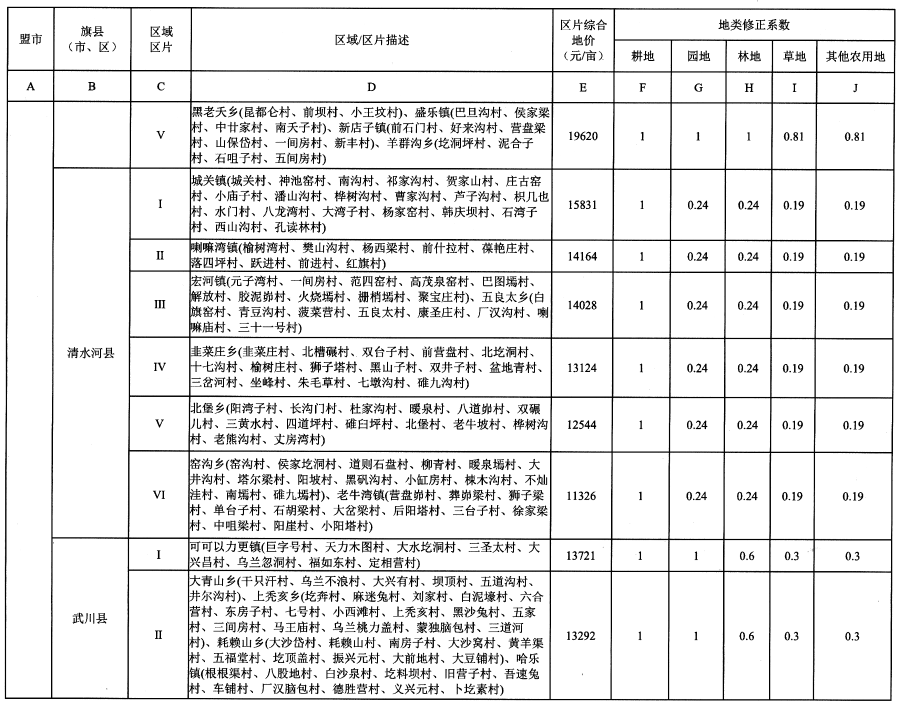 盟市 旗县（市、区） 区域区片 区域/区片描述 区片综合地价（元/亩） 地类修正系数
耕地 园地 林地 草地 其他农用地
A B C D E F G H I J
V 19620 1 1 1 0.81 0.81
黑老夭乡(昆都仑村、前坝村、小王坟村)、盛乐镇(巴旦沟村、侯家梁
村、中廿家村、南夭子村)、新店子镇(前石门村、好来沟村、营盘梁
村、山保岱村、一间房村、新丰村)、羊群沟乡(圪洞坪村、泥合子
村、石咀子村、五间房村)
清水河县
I 15831 1 0.24 0.24 0.19 0.19
城关镇(城关村、神池窑村、南沟村、祁家沟村、贺家山村、庄古窑
村、小庙子村、潘山沟村、桦树沟村、曹家沟村、芦子沟村、枳几也
村、水门村、八龙湾村、大湾子村、杨家窑村、韩庆坝村、石湾子
村、西山沟村、孔读林村)
II 14164 1 0.24 0.24 0.19 0.19
喇嘛湾镇(榆树湾村、樊山沟村、杨西梁村、前什拉村、葆艳庄村、
落四坪村、跃进村、前进村、红旗村)
III 14028 1 0.24 0.24 0.19 0.19
宏河镇(元子湾村、一间房村、范四窑村、高茂泉窑村、巴图墕村、
解放村、胶泥峁村、火烧墕村、栅梢墕村、聚宝庄村)、五良太乡(白
旗窑村、青豆沟村、菠菜营村、五良太村、康圣庄村、厂汉沟村、喇
嘛庙村、三十一号村)
IV 13124 1 0.24 0.24 0.19 0.19
韭菜庄乡(韭菜庄村、北槽碾村、双台子村、前营盘村、北圪洞村、
十七沟村、榆树庄村、狮子塔村、黑山子村、双井子村、盆地青村、
三岔河村、坐峰村、朱毛草村、七墩沟村、碓九沟村)
V 12544 1 0.24 0.24 0.19 0.19
北堡乡(阳湾子村、长沟门村、杜家沟村、暖泉村、八道峁村、双碾
儿村、三黄水村、四道坪村、碓臼坪村、北堡村、老牛坡村、桦树沟
村、老熊沟村、丈房湾村)
VI 11326 1 0.24 0.24 0.19 0.19
窑沟乡(窑沟村、侯家圪洞村、道则石盘村、柳青村、暖泉墕村、大
井沟村、塔尔梁村、阳坡村、黑矾沟村、小缸房村、棟木沟村、不灿
洼村、南墕村、碓九墕村)、老牛湾镇(营盘峁村、葬峁梁村、狮子梁
村、单台子村、石胡梁村、大岔梁村、后阳塔村、三台子村、徐家梁
村、中咀梁村、阳崖村、小阳塔村)
武川县
I 13721 1 1 0.6 0.3 0.3
可可以力更镇(巨字号村、天力木图村、大水圪洞村、三圣太村、大
兴昌村、乌兰忽洞村、福如东村、定相营村)
II 13292 1 1 0.6 0.3 0.3
大青山乡(干只汗村、乌兰不浪村、大兴有村、坝顶村、五道沟村、
井尔沟村)、上秃亥乡(圪奔村、麻迷兔村、刘家村、白泥壕村、六合
营村、东房子村、七号村、小西滩村、上秃亥村、黑沙兔村、五家
村、三间房村、马王庙村、乌兰桃力盖村、蒙独脑包村、三道河
村)、耗赖山乡(大沙岱村、耗赖山村、南房子村、大沙窝村、黄羊渠
村、五福堂村、圪顶盖村、振兴元村、大前地村、大豆铺村)、哈乐
镇(根根渠村、八股地村、白沙泉村、圪料坝村、旧营子村、吾速兔
村、车铺村、厂汉脑包村、德胜营村、义兴元村、卜圪素村)